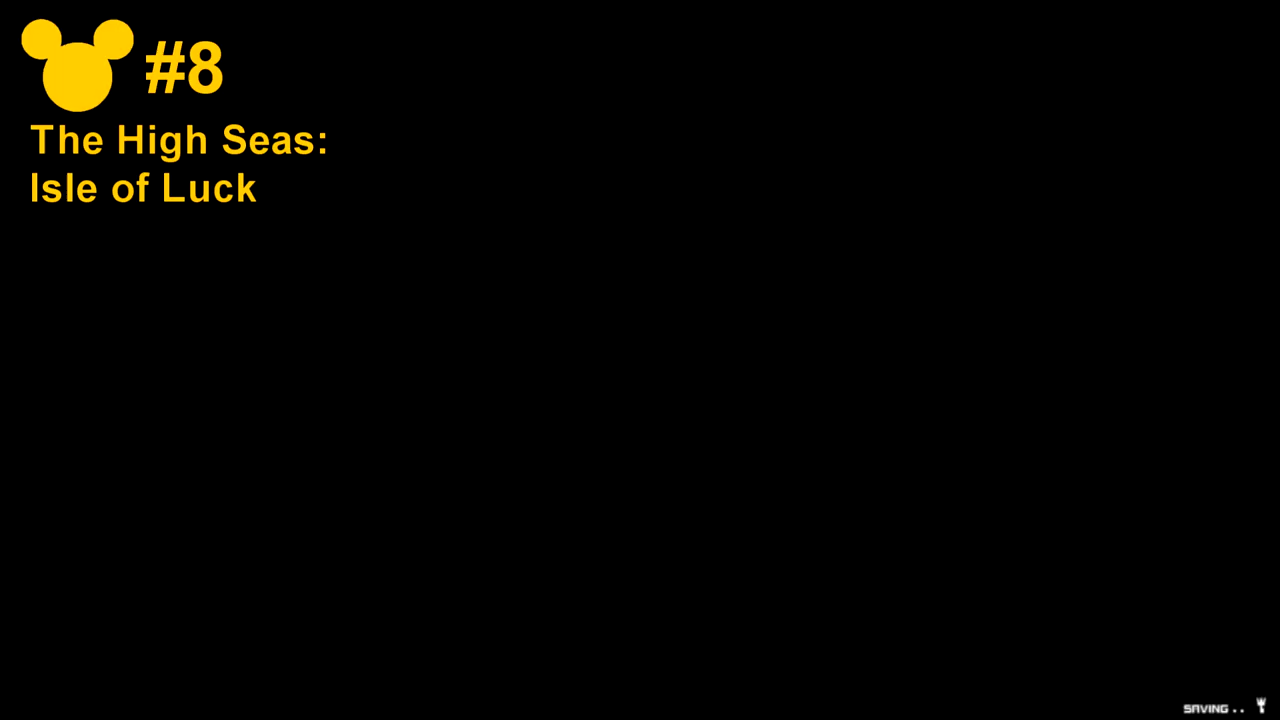 #8
The High Seas:
Isle of Luck
SAVING . .